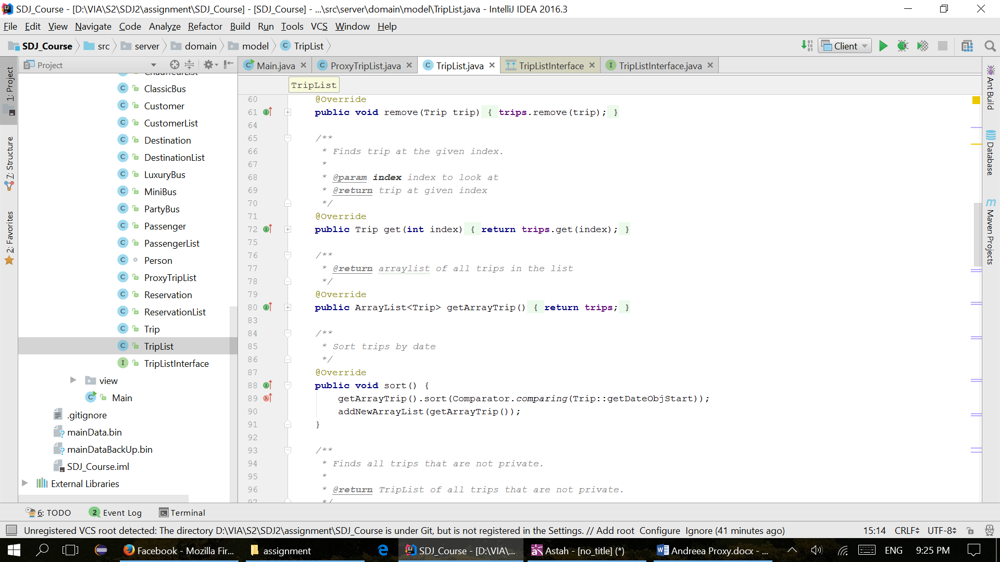 SDJ_Course - [D:\VIA\S2\SDJ2\assignment\SDJ_Course] - [SDJ_Course] - ...\src\server\domain\model\TripList.java - IntelliJ IDEA 2016.3
File Edit View Navigate Code Analyze Refactor Build Run Tools VCS Window Help
SDJ_Course src server domain model TripList
Client
Project
Main.java ProxyTripList.java TripList.java TripListInterface TripListInterface.java
1: Project
7: Structure
2: Favorites
ChauffeurList
ClassicBus
Customer
CustomerList
Destination
DestinationList
LuxuryBus
MiniBus
PartyBus
Passenger
PassengerList
Person
ProxyTripList
Reservation
ReservationList
Trip
TripList
TripListInterface
view
Main
.gitignore
mainData.bin
mainDataBackUp.bin
SDJ_Course.iml
External Libraries
TripList
60 @Override
61 public void remove(Trip trip) { trips.remove(trip); }
64
65 /**
66 * Finds trip at the given index.
67 *
68 * @param index index to look at
69 * @return trip at given index
70 */
71 @Override
72 public Trip get(int index) { return trips.get(index); }
75
76 /**
77 * @return arraylist of all trips in the list
78 */
79 @Override
80 public ArrayList<Trip> getArrayTrip() { return trips; }
83
84 /**
85 * Sort trips by date
86 */
87 @Override
88 public void sort() {
89 getArrayTrip().sort(Comparator.comparing(Trip::getDateObjStart));
90 addNewArrayList(getArrayTrip());
91 }
92
93 /**
94 * Finds all trips that are not private.
95 *
96 * @return TripList of all trips that are not private.
97 */
Ant Build
Database
Maven Projects
6: TODO 2 Event Log Terminal
Unregistered VCS root detected: The directory D:\VIA\S2\SDJ2\assignment\SDJ_Course is under Git, but is not registered in the Settings. // Add root Configure Ignore (41 minutes ago) 15:14 CRLF UTF-8
Facebook - Mozilla Fir... assignment SDJ_Course - [D:\VIA\... Astah - [no_title] (*) Andreea Proxy.docx - ... ENG 9:25 PM